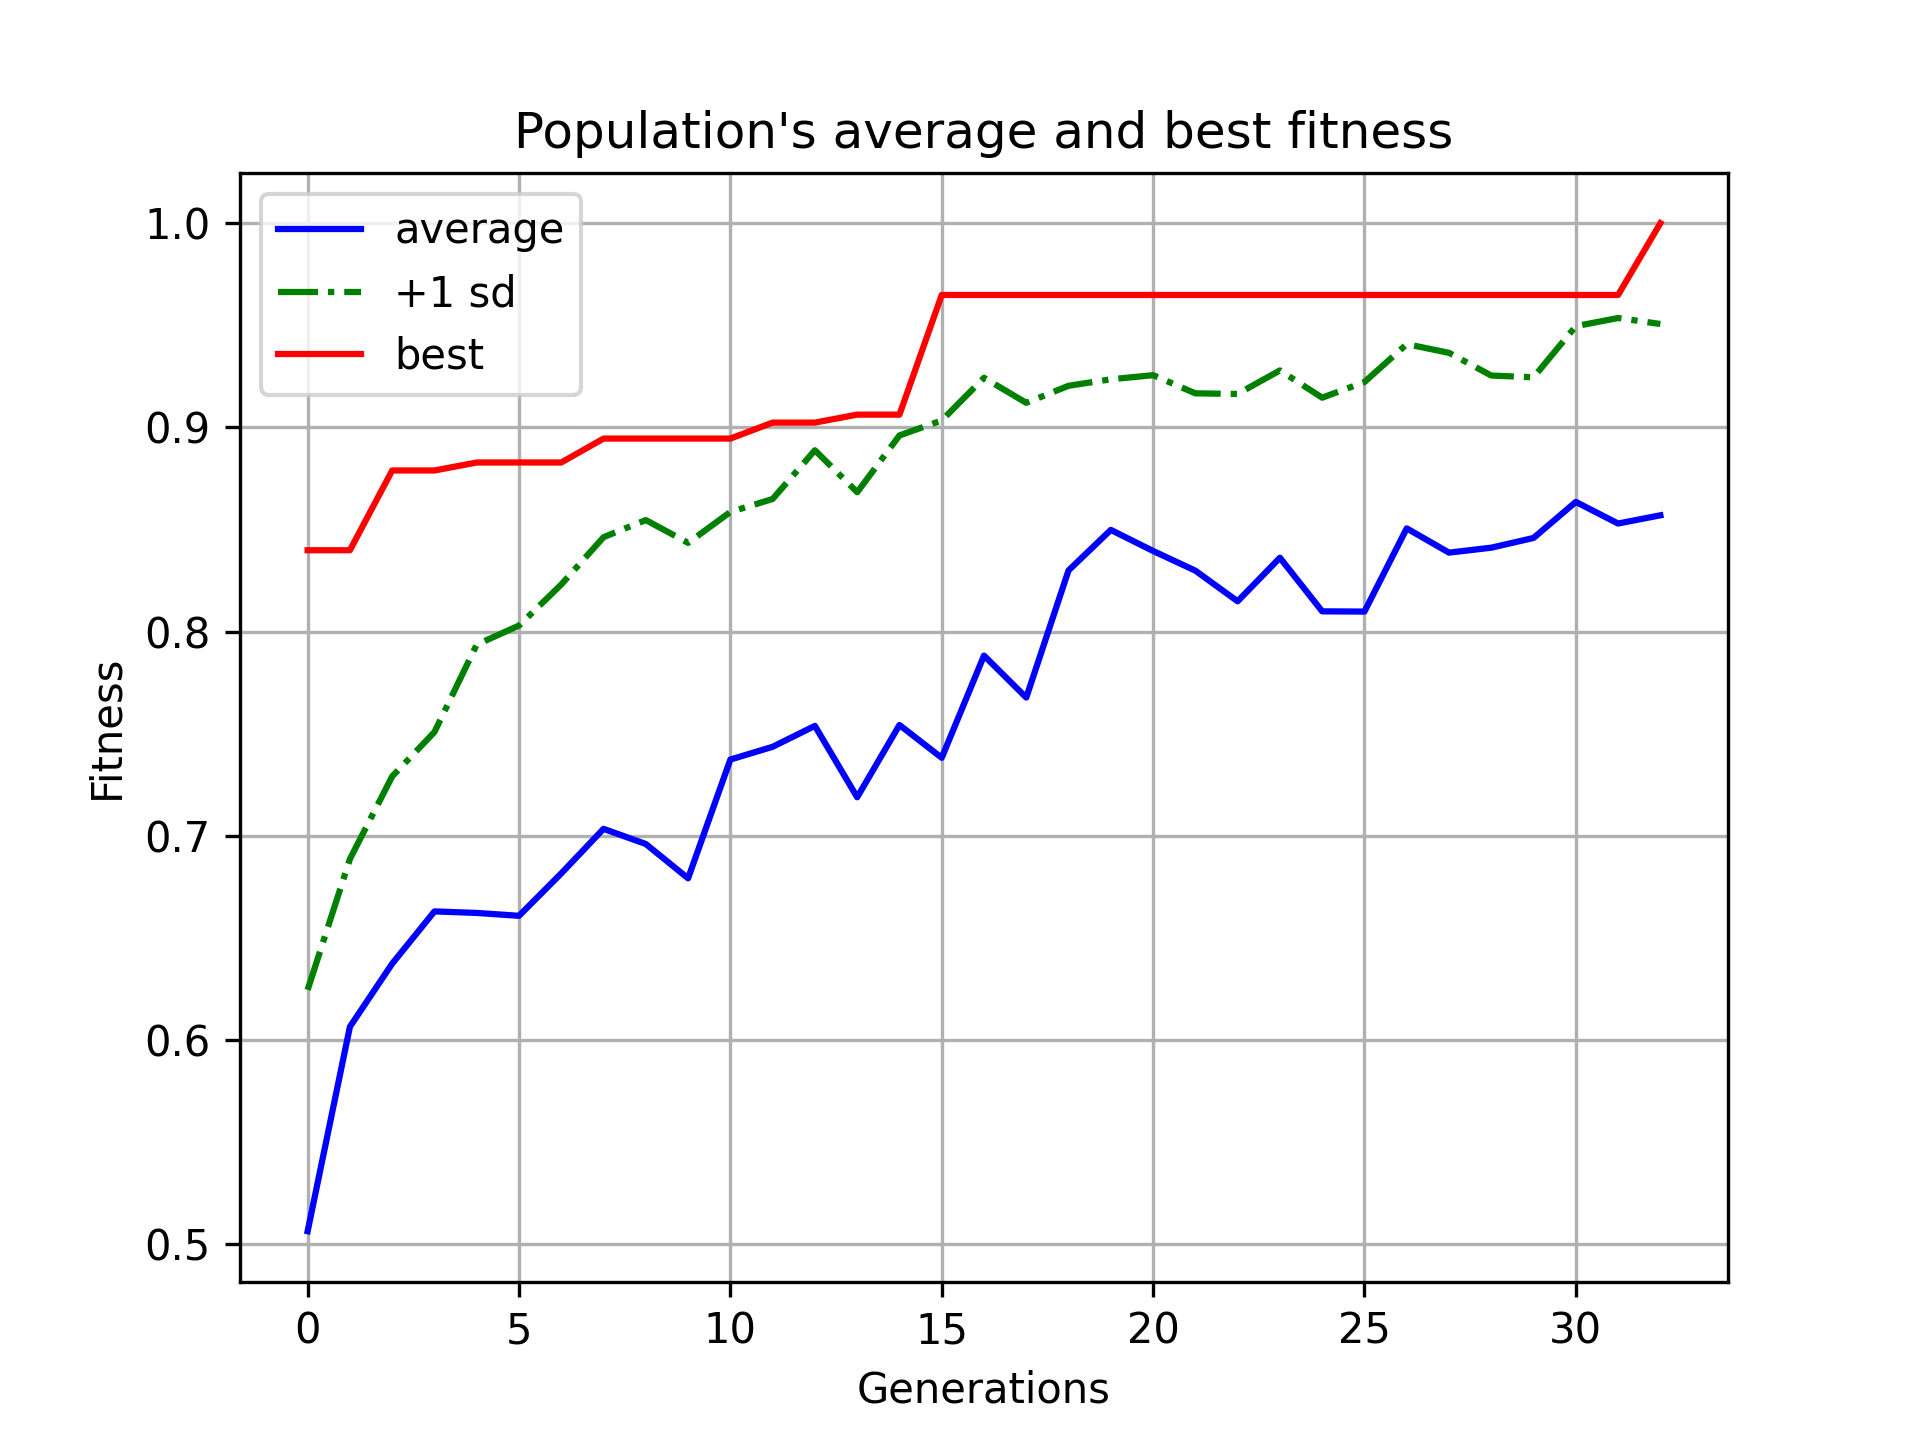 Population's average and best fitness
average
+1 sd
best
1.0
0.9
0.8
0.7
0.6
0.5
Fitness
0 5 10 15 20 25 30
Generations